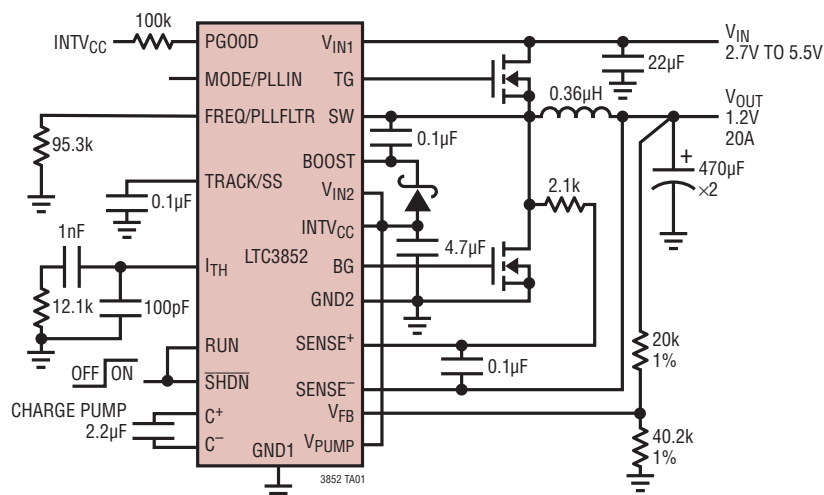 100k
INTVCC
PGOOD
VIN1
VIN
2.7V TO 5.5V
MODE/PLLIN
TG
22µF
FREQ/PLLFLTR
SW
0.36µH
VOUT
1.2V
20A
95.3k
0.1µF
BOOST
+
470µF
×2
TRACK/SS
0.1µF
VIN2
2.1k
1nF
INTVCC
4.7µF
ITH
LTC3852
BG
12.1k
100pF
GND2
RUN
SENSE+
20k
1%
OFF
ON
SHDN
0.1µF
SENSE–
CHARGE PUMP
2.2µF
C+
VFB
C–
GND1
VPUMP
40.2k
1%
3852 TA01